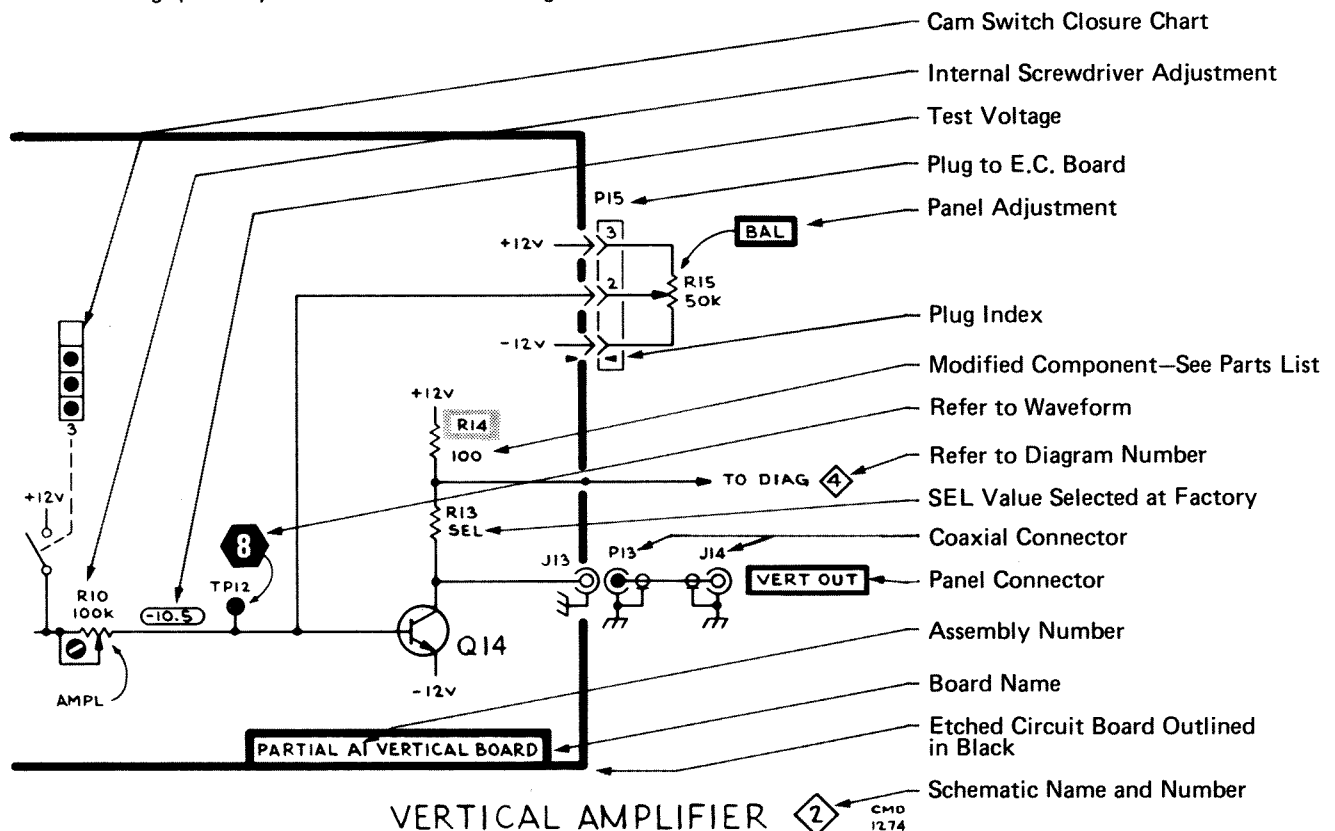 Cam Switch Closure Chart
Internal Screwdriver Adjustment
Test Voltage
Plug to E.C. Board
P15
Panel Adjustment
BAL
+12V
3
2
R15
50K
-12V
Plug Index
Modified Component—See Parts List
+12V
R14
100
Refer to Waveform
3
Refer to Diagram Number
TO DIAG 4
+12V
R13
SEL
SEL Value Selected at Factory
8
Coaxial Connector
J13
P13
J14
VERT OUT
Panel Connector
R10
100K
-10.5
TP12
Q14
Assembly Number
-12V
AMPL
Board Name
PARTIAL A1 VERTICAL BOARD
Etched Circuit Board Outlined
in Black
Schematic Name and Number
VERTICAL AMPLIFIER 2
CMD
1274